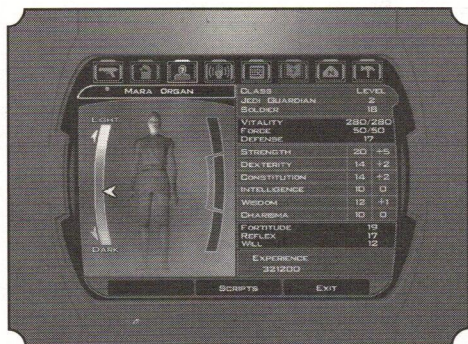 MARA ORGAN
CLASS LEVEL
JEDI GUARDIAN 2
SOLDIER 18
LIGHT
VITALITY 280/280
FORCE 50/50
DEFENSE 17
STRENGTH 20 +5
DEXTERITY 14 +2
CONSTITUTION 14 +2
INTELLIGENCE 10 0
WISDOM 12 +1
CHARISMA 10 0
DARK
FORTITUDE 19
REFLEX 17
WILL 12
EXPERIENCE
321200
SCRIPTS EXIT